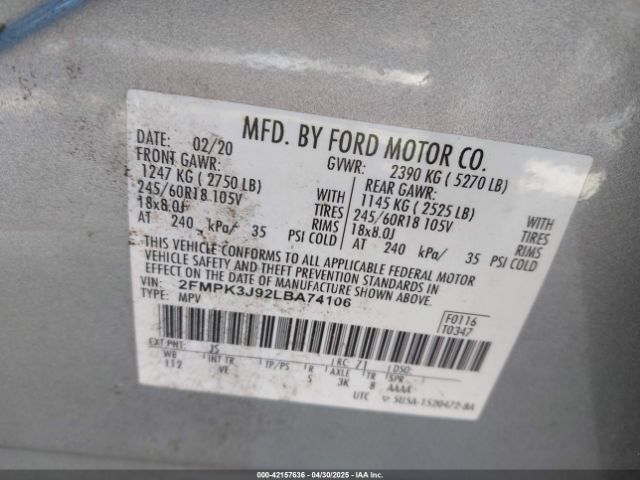 MFD. BY FORD MOTOR CO.
DATE: 02/20 GVWR: 2390 KG ( 5270 LB)
FRONT GAWR: REAR GAWR:
1247 KG ( 2750 LB) WITH 1145 KG ( 2525 LB) WITH
245/60R18 105V TIRES 245/60R18 105V TIRES
18x8.0J RIMS 18x8.0J RIMS
AT 240 kPa/ 35 PSI COLD AT 240 kPa/ 35 PSI COLD
THIS VEHICLE CONFORMS TO ALL APPLICABLE FEDERAL MOTOR
VEHICLE SAFETY AND THEFT PREVENTION STANDARDS IN
EFFECT ON THE DATE OF MANUFACTURE SHOWN ABOVE.
VIN: 2FMPK3J92LBA74106
TYPE: MPV
F0116
T0347
EXT PNT: JS RC: 71 DSO:
WB INT TR TP/PS R AXLE TR SPR
112 VE 5 3K 8 AAAA
UTC 5U5A-1520472-BA
000-42157636 - 04/30/2025 - IAAI.COM